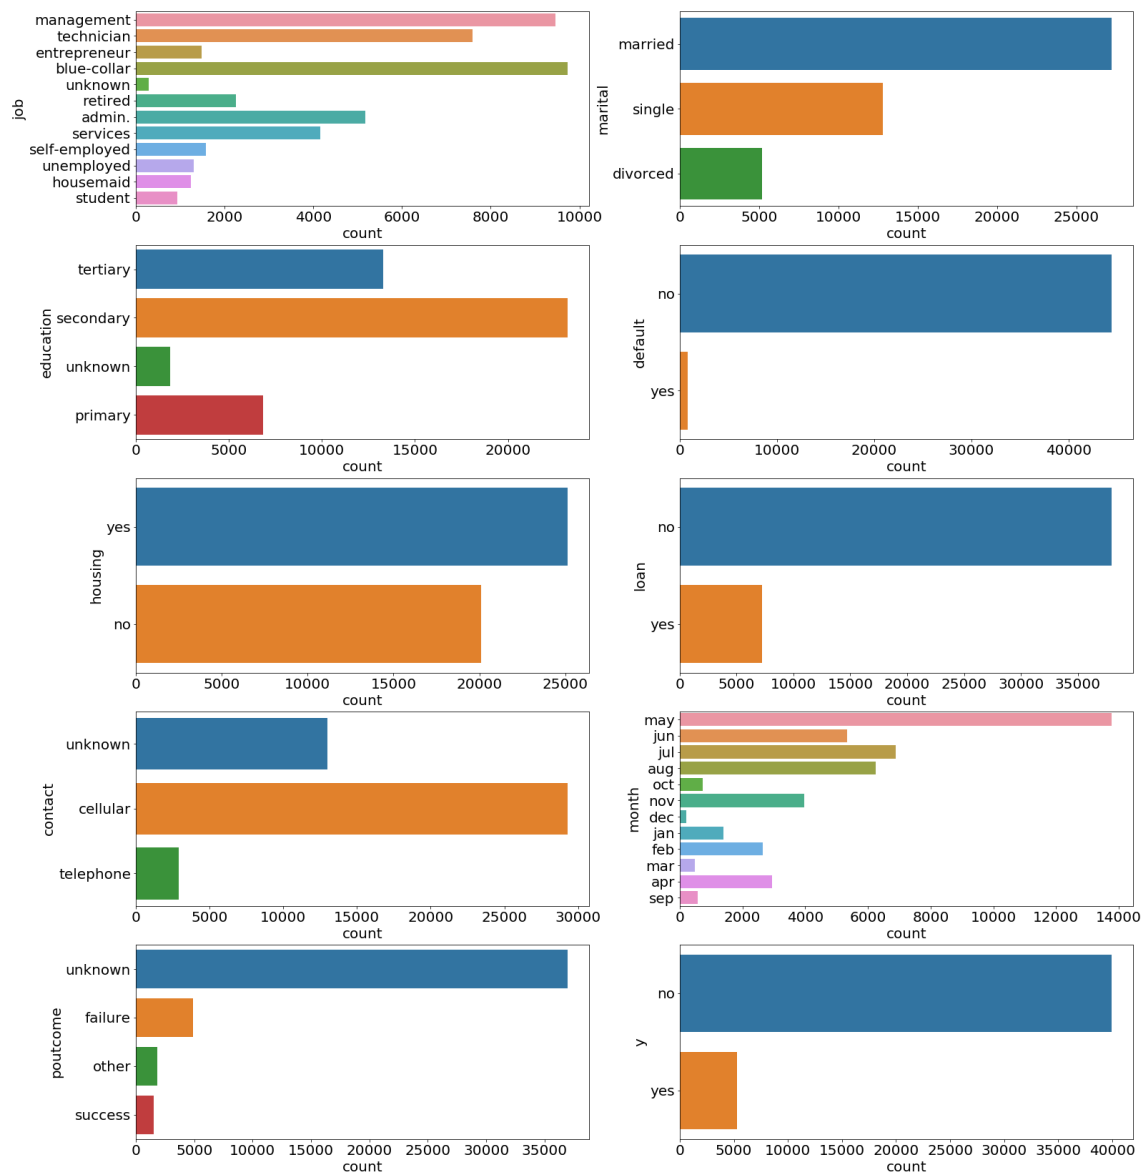 management
technician
entrepreneur
blue-collar
unknown
retired
admin.
services
self-employed
unemployed
housemaid
student
job
0 2000 4000 6000 8000 10000
count
married
single
divorced
marital
0 5000 10000 15000 20000 25000
count
tertiary
secondary
unknown
primary
education
0 5000 10000 15000 20000
count
no
yes
default
0 10000 20000 30000 40000
count
yes
no
housing
0 5000 10000 15000 20000 25000
count
no
yes
loan
0 5000 10000 15000 20000 25000 30000 35000
count
unknown
cellular
telephone
contact
0 5000 10000 15000 20000 25000 30000
count
may
jun
jul
aug
oct
nov
dec
jan
feb
mar
apr
sep
month
0 2000 4000 6000 8000 10000 12000 14000
count
unknown
failure
other
success
poutcome
0 5000 10000 15000 20000 25000 30000 35000
count
no
yes
y
0 5000 10000 15000 20000 25000 30000 35000 40000
count